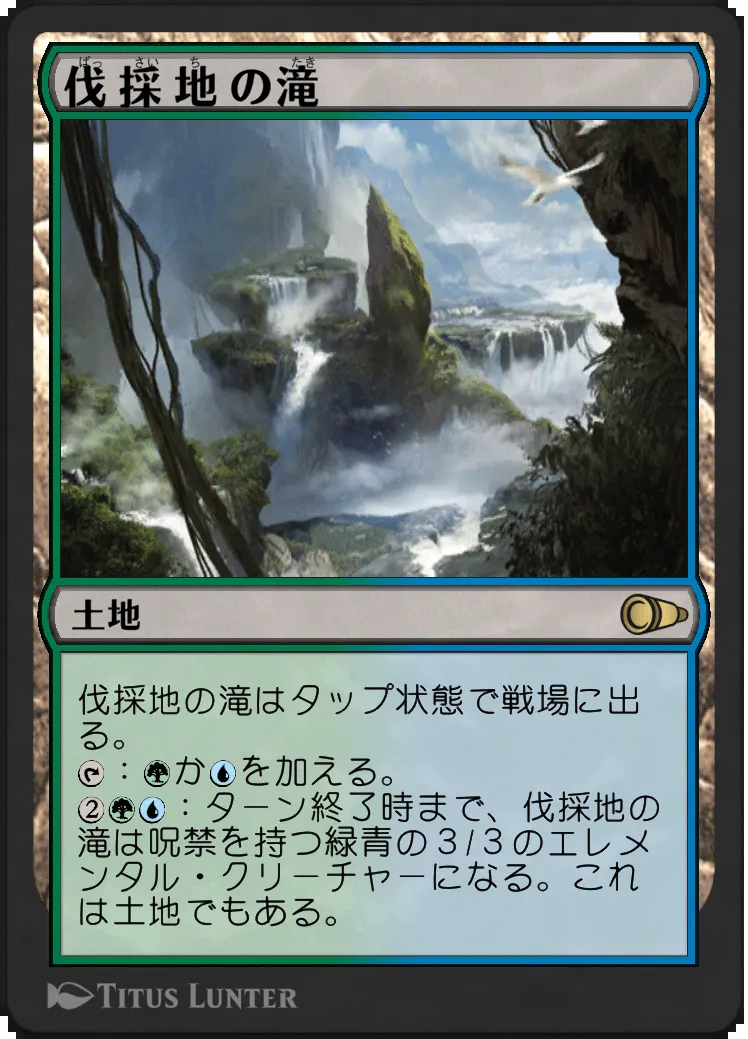 伐採地の滝
土地
伐採地の滝はタップ状態で戦場に出
る。
：か を加える。
2：ターン終了時まで、伐採地の
滝は呪禁を持つ緑青の３/３のエレメ
ンタル・クリーチャーになる。これ
は土地でもある。
TITUS LUNTER